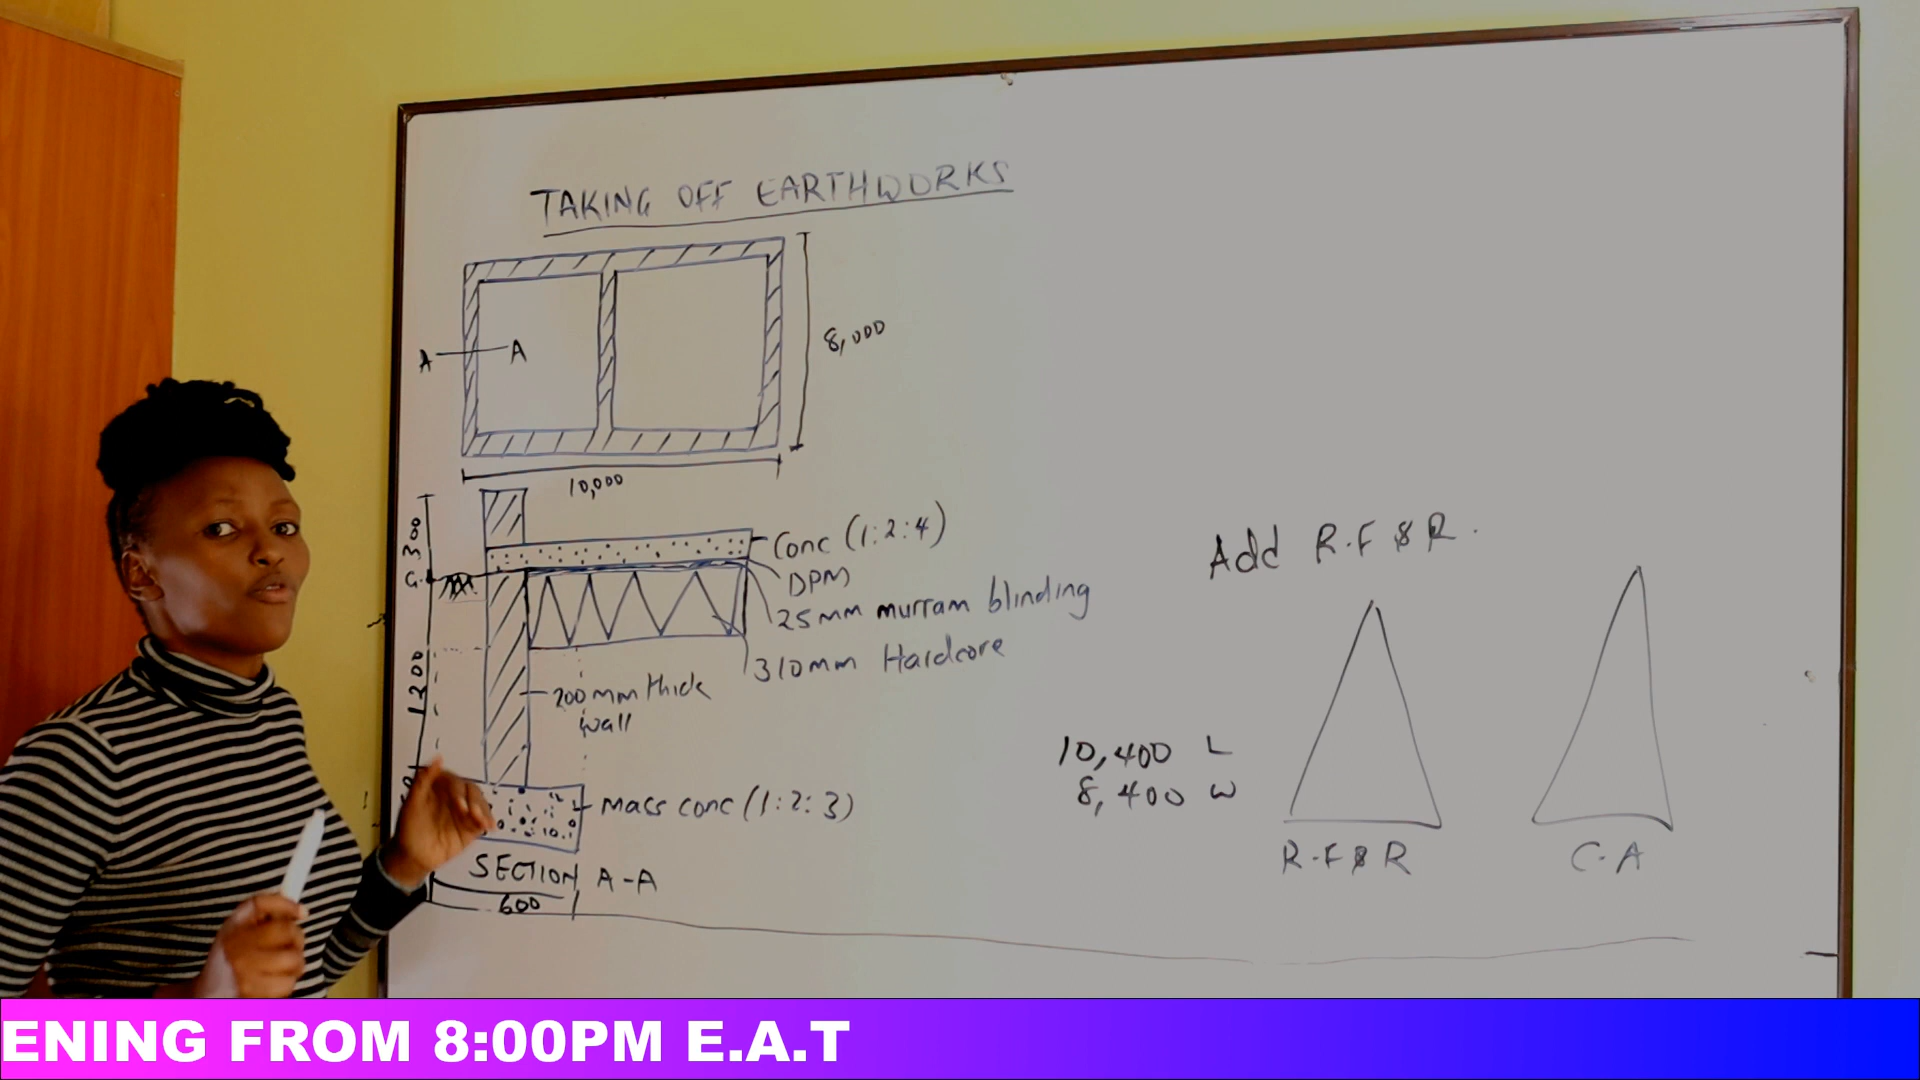 TAKING OFF EARTHWORKS
A
A
8,000
10,000
300
Conc (1:2:4)
G.
DPM
25mm murram blinding
310mm Hardcore
1200
200mm thick
wall
mass conc (1:2:3)
SECTION A-A
600
Add R.F & R.
10,400 L
8,400 W
R.F & R
C.A
ENING FROM 8:00PM E.A.T